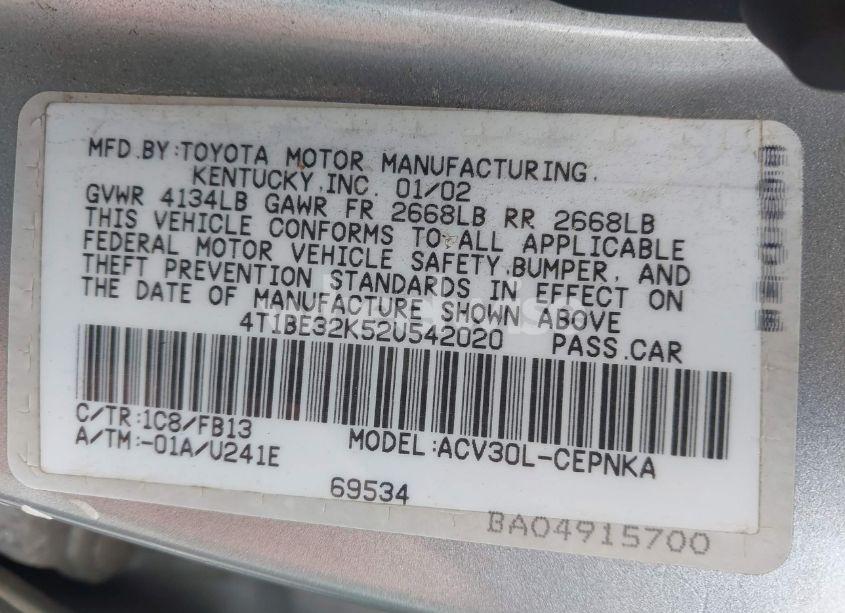 MFD.BY:TOYOTA MOTOR MANUFACTURING,
KENTUCKY,INC. 01/02
GVWR 4134LB GAWR FR 2668LB RR 2668LB
THIS VEHICLE CONFORMS TO ALL APPLICABLE
FEDERAL MOTOR VEHICLE SAFETY,BUMPER, AND
THEFT PREVENTION STANDARDS IN EFFECT ON
THE DATE OF MANUFACTURE SHOWN ABOVE
4T1BE32K52U542020 PASS.CAR
C/TR:1C8/FB13
A/TM:-01A/U241E MODEL:ACV30L-CEPNKA
69534
BA04915700